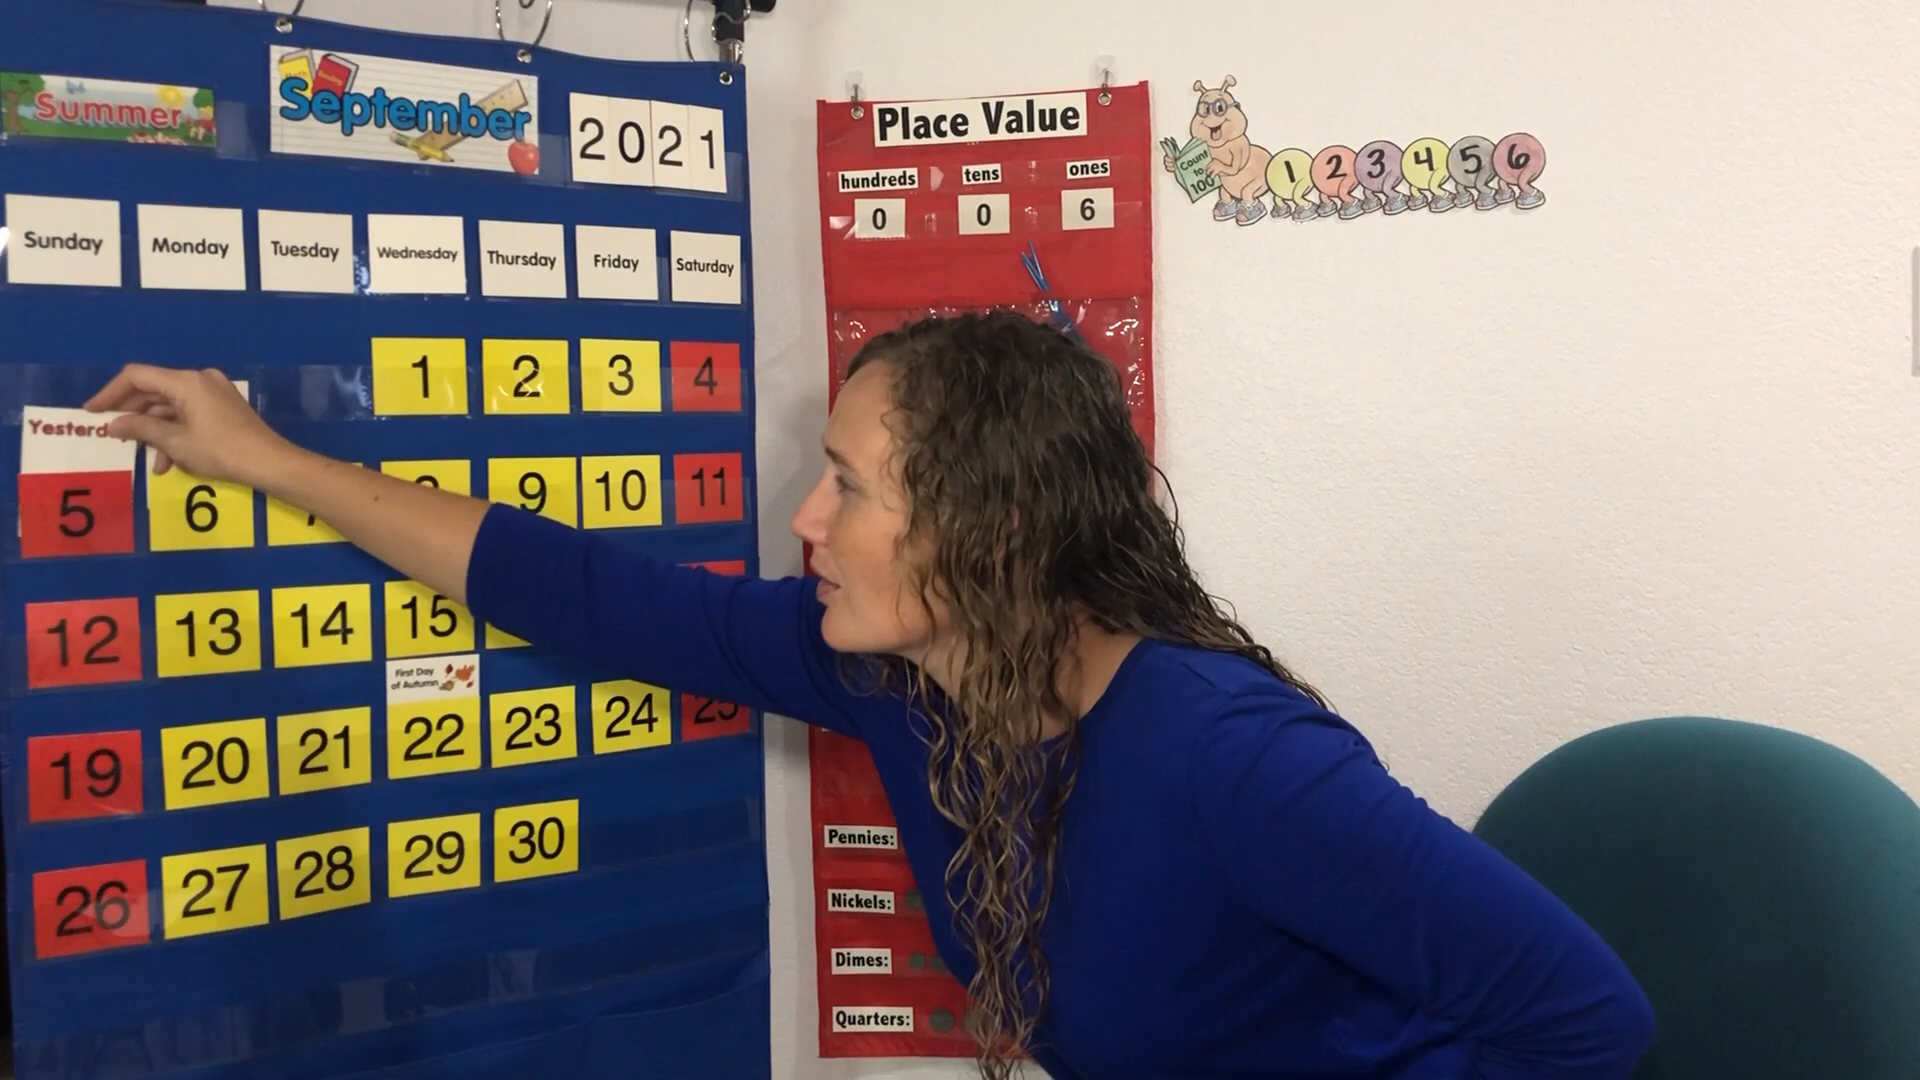 Summer
September
2021
Sunday Monday Tuesday Wednesday Thursday Friday Saturday
1 2 3 4
5 6 9 10 11
12 13 14 15
First Day
of Autumn
19 20 21 22 23 24 25
26 27 28 29 30
Place Value
hundreds tens ones
0 0 6
Pennies:
Nickels:
Dimes:
Quarters:
Count
to
100
1 2 3 4 5 6